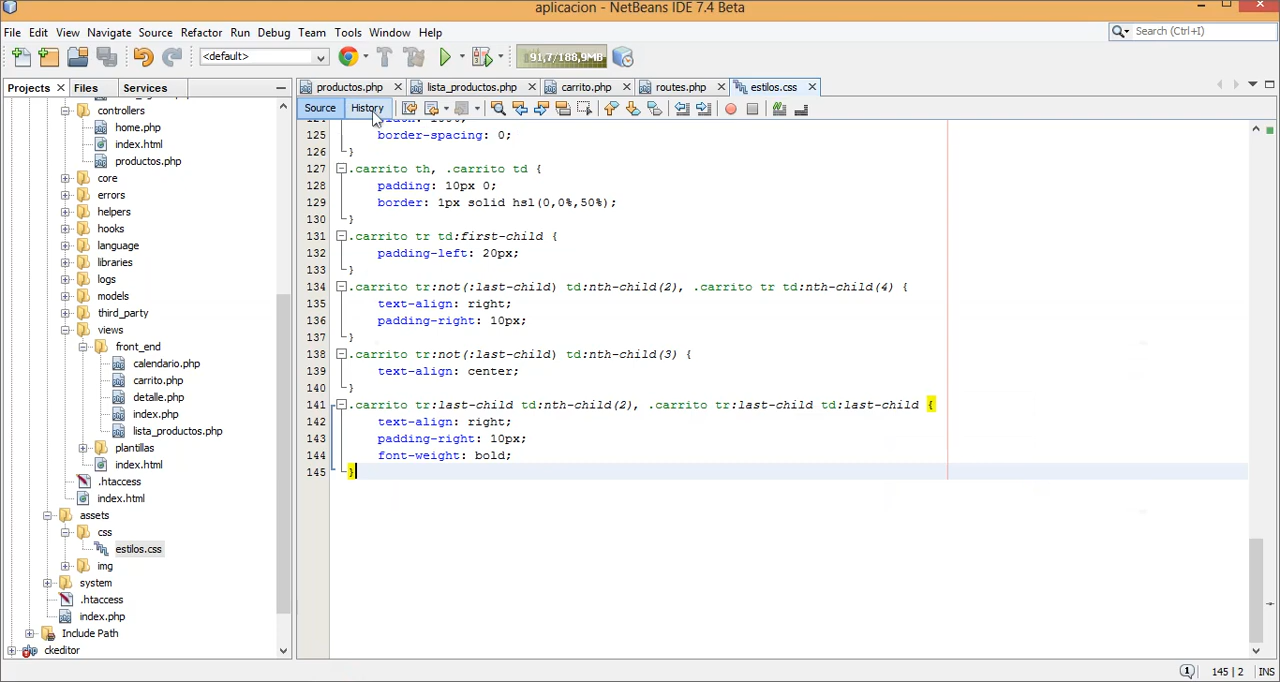 aplicacion - NetBeans IDE 7.4 Beta
File Edit View Navigate Source Refactor Run Debug Team Tools Window Help
Search (Ctrl+I)
<default>
91,7/188,9MB
Projects Files Services
productos.php lista_productos.php carrito.php routes.php estilos.css
Source History
controllers
home.php
index.html
productos.php
core
errors
helpers
hooks
language
libraries
logs
models
third_party
views
front_end
calendario.php
carrito.php
detalle.php
index.php
lista_productos.php
plantillas
index.html
.htaccess
index.html
assets
css
estilos.css
img
system
.htaccess
index.php
Include Path
ckeditor
125 border-spacing: 0;
126 }
127 .carrito th, .carrito td {
128 padding: 10px 0;
129 border: 1px solid hsl(0,0%,50%);
130 }
131 .carrito tr td:first-child {
132 padding-left: 20px;
133 }
134 .carrito tr:not(:last-child) td:nth-child(2), .carrito tr td:nth-child(4) {
135 text-align: right;
136 padding-right: 10px;
137 }
138 .carrito tr:not(:last-child) td:nth-child(3) {
139 text-align: center;
140 }
141 .carrito tr:last-child td:nth-child(2), .carrito tr:last-child td:last-child {
142 text-align: right;
143 padding-right: 10px;
144 font-weight: bold;
145 }
145 | 2 INS